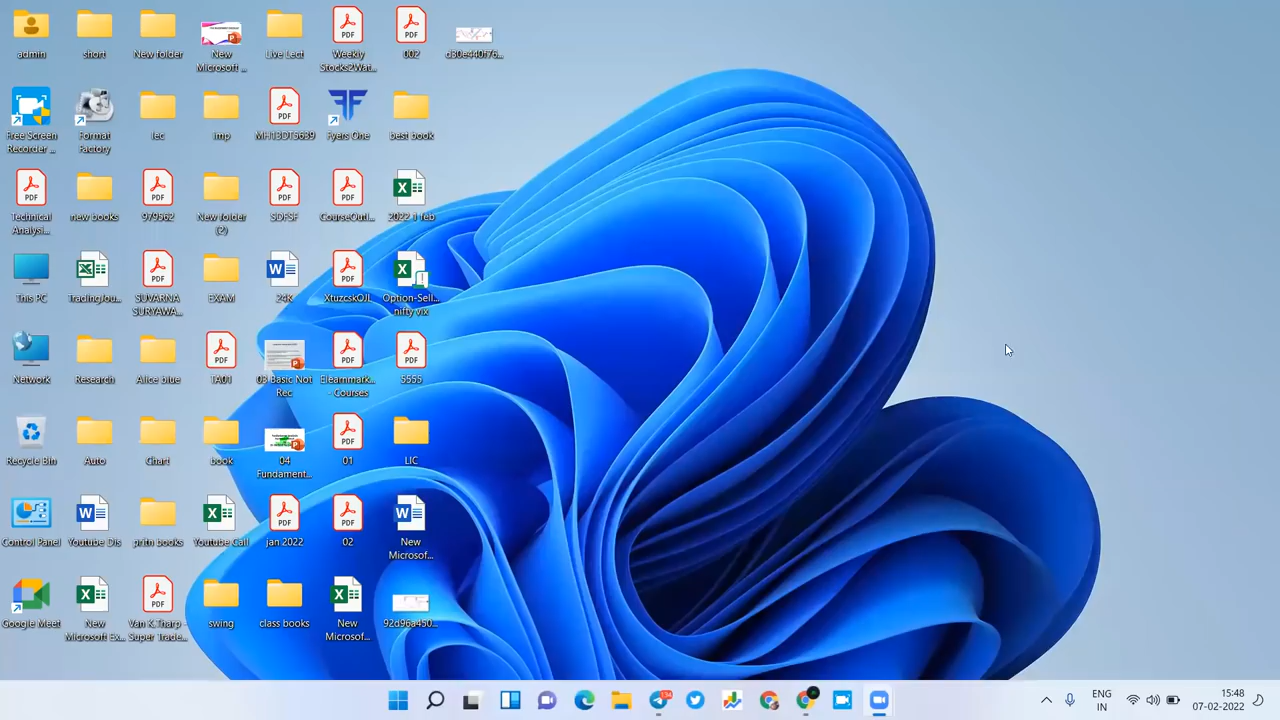 admin
short
New folder
New
Microsoft ...
Live Lect
Weekly
Stocks2Wat...
002
d30e440f76...
Free Screen
Recorder ...
Format
Factory
lec
imp
MH13DT5639
Fyers One
best book
Technical
Analysi...
new books
979562
New folder
(2)
SDFSF
CourseOutl...
2022 1 feb
This PC
TradingJou...
SUVARNA
SURYAWA...
EXAM
24K
XtuzcskOJL
Option-Sell...
nifty vix
Network
Research
Alice blue
TA01
03 Basic Not
Rec
Elearnmark...
- Courses
5555
Recycle Bin
Auto
Chart
book
04
Fundament...
01
LIC
Control Panel
Youtube Dis
prith books
Youtube Call
jan 2022
02
New
Microsof...
Google Meet
New
Microsoft Ex...
Van K.Tharp -
Super Trade...
swing
class books
New
Microsof...
92d96a450...
134
ENG
IN
15:48
07-02-2022